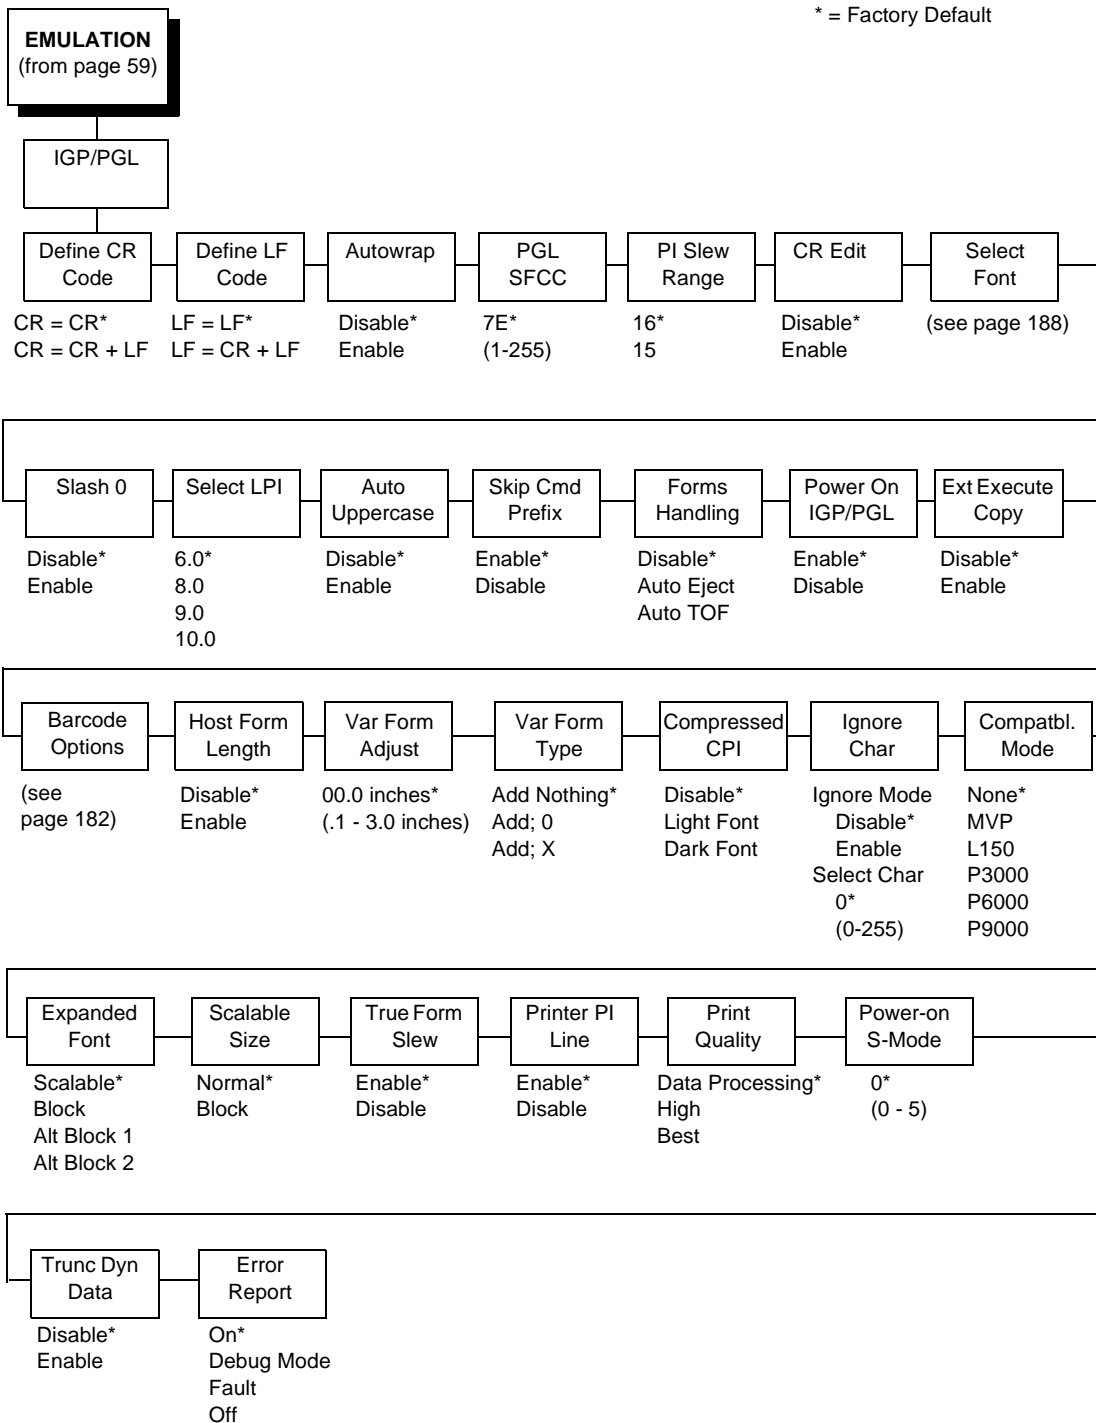 * = Factory Default
EMULATION
(from page 59)
IGP/PGL
Define CR
Code
CR = CR*
CR = CR + LF
Define LF
Code
LF = LF*
LF = CR + LF
Autowrap
Disable*
Enable
PGL
SFCC
7E*
(1-255)
PI Slew
Range
16*
15
CR Edit
Disable*
Enable
Select
Font
(see page 188)
Slash 0
Disable*
Enable
Select LPI
6.0*
8.0
9.0
10.0
Auto
Uppercase
Disable*
Enable
Skip Cmd
Prefix
Enable*
Disable
Forms
Handling
Disable*
Auto Eject
Auto TOF
Power On
IGP/PGL
Enable*
Disable
Ext Execute
Copy
Disable*
Enable
Barcode
Options
(see
page 182)
Host Form
Length
Disable*
Enable
Var Form
Adjust
00.0 inches*
(.1 - 3.0 inches)
Var Form
Type
Add Nothing*
Add; 0
Add; X
Compressed
CPI
Disable*
Light Font
Dark Font
Ignore
Char
Ignore Mode
Disable*
Enable
Select Char
0*
(0-255)
Compatbl.
Mode
None*
MVP
L150
P3000
P6000
P9000
Expanded
Font
Scalable*
Block
Alt Block 1
Alt Block 2
Scalable
Size
Normal*
Block
True Form
Slew
Enable*
Disable
Printer PI
Line
Enable*
Disable
Print
Quality
Data Processing*
High
Best
Power-on
S-Mode
0*
(0 - 5)
Trunc Dyn
Data
Disable*
Enable
Error
Report
On*
Debug Mode
Fault
Off